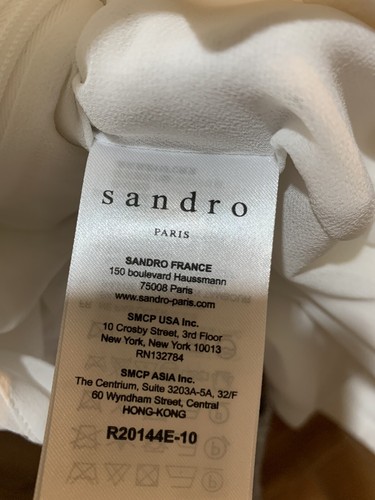 sandro
PARIS
SANDRO FRANCE
150 boulevard Haussmann
75008 Paris
www.sandro-paris.com
SMCP USA Inc.
10 Crosby Street, 3rd Floor
New York, New York 10013
RN132784
SMCP ASIA Inc.
The Centrium, Suite 3203A-5A, 32/F
60 Wyndham Street, Central
HONG-KONG
R20144E-10